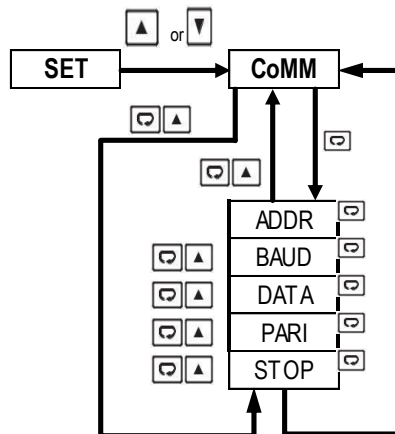 or
SET
CoMM
ADDR
BAUD
DATA
PARI
STOP